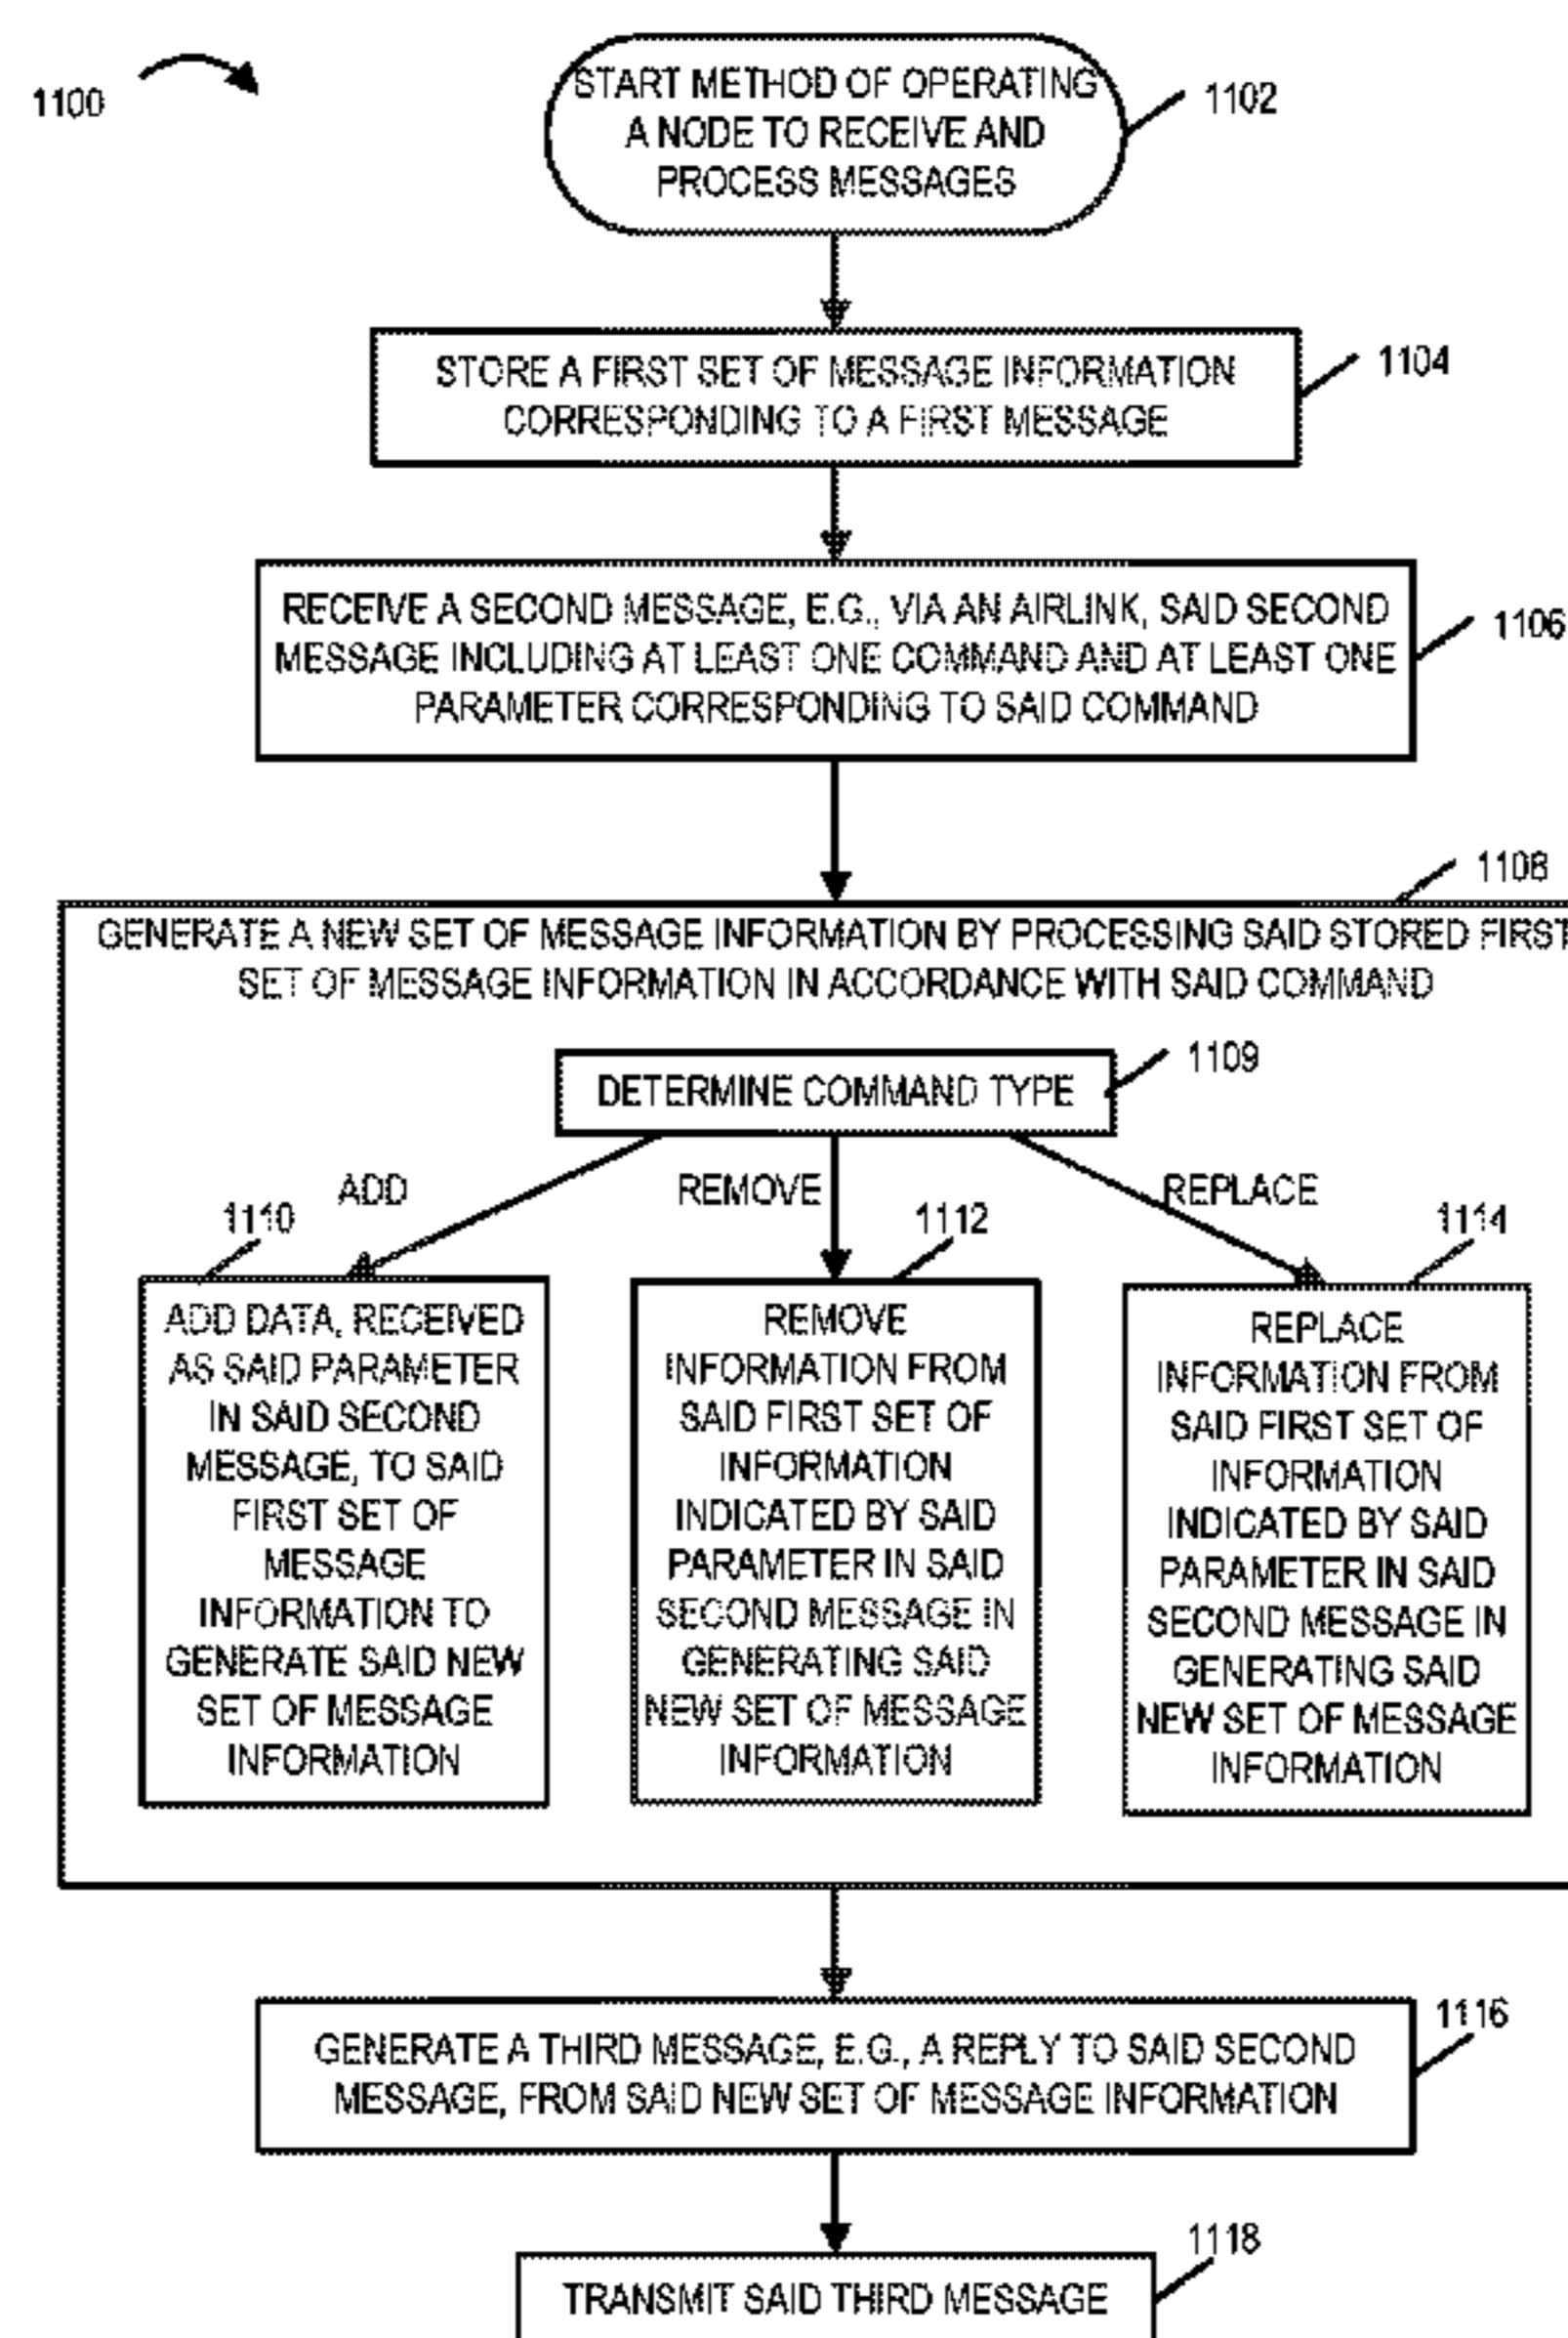 1100
START METHOD OF OPERATING
A NODE TO RECEIVE AND
PROCESS MESSAGES
1102
STORE A FIRST SET OF MESSAGE INFORMATION
CORRESPONDING TO A FIRST MESSAGE
1104
RECEIVE A SECOND MESSAGE, E.G., VIA AN AIRLINK, SAID SECOND
MESSAGE INCLUDING AT LEAST ONE COMMAND AND AT LEAST ONE
PARAMETER CORRESPONDING TO SAID COMMAND
1106
1108
GENERATE A NEW SET OF MESSAGE INFORMATION BY PROCESSING SAID STORED FIRST
SET OF MESSAGE INFORMATION IN ACCORDANCE WITH SAID COMMAND
DETERMINE COMMAND TYPE
1109
ADD
REMOVE
REPLACE
1110
ADD DATA, RECEIVED
AS SAID PARAMETER
IN SAID SECOND
MESSAGE, TO SAID
FIRST SET OF
MESSAGE
INFORMATION TO
GENERATE SAID NEW
SET OF MESSAGE
INFORMATION
1112
REMOVE
INFORMATION FROM
SAID FIRST SET OF
INFORMATION
INDICATED BY SAID
PARAMETER IN SAID
SECOND MESSAGE IN
GENERATING SAID
NEW SET OF MESSAGE
INFORMATION
1114
REPLACE
INFORMATION FROM
SAID FIRST SET OF
INFORMATION
INDICATED BY SAID
PARAMETER IN SAID
SECOND MESSAGE IN
GENERATING SAID
NEW SET OF MESSAGE
INFORMATION
GENERATE A THIRD MESSAGE, E.G., A REPLY TO SAID SECOND
MESSAGE, FROM SAID NEW SET OF MESSAGE INFORMATION
1116
1118
TRANSMIT SAID THIRD MESSAGE